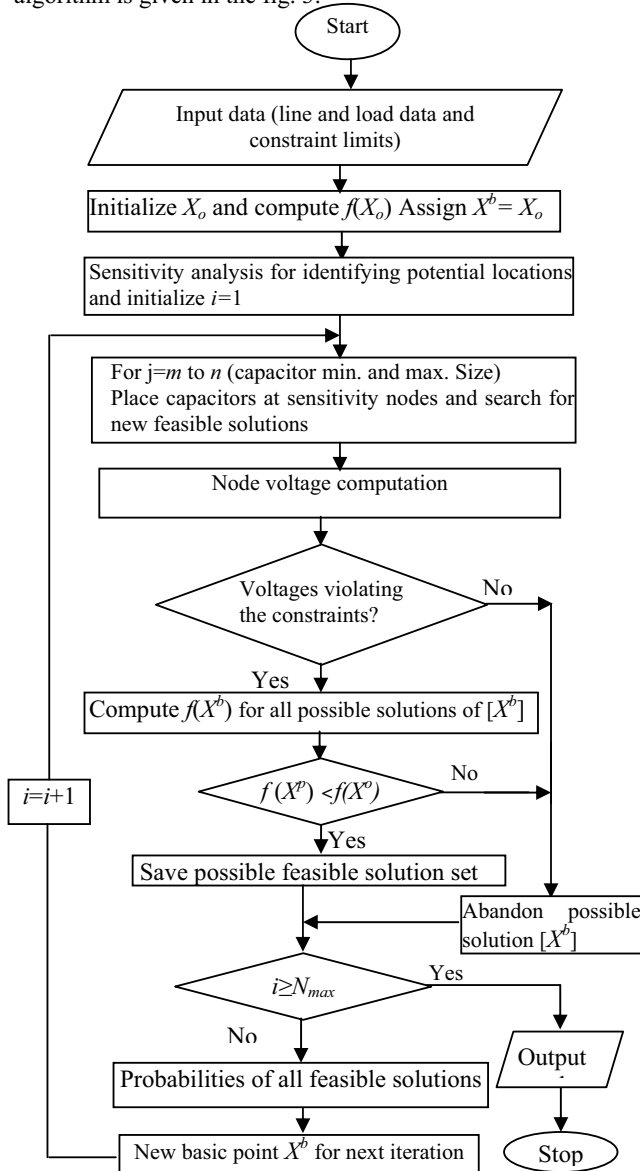 algorithm is given in the fig. 3.
Start
Input data (line and load data and
constraint limits)
Initialize Xₒ and compute f(Xₒ) Assign Xᵇ= Xₒ
Sensitivity analysis for identifying potential locations
and initialize i=1
For j=m to n (capacitor min. and max. Size)
Place capacitors at sensitivity nodes and search for
new feasible solutions
Node voltage computation
Voltages violating
the constraints?
No
Yes
Compute f(Xᵇ) for all possible solutions of [Xᵇ]
i=i+1
f (Xᵖ) <f(Xᵒ)
No
Yes
Save possible feasible solution set
Abandon possible
solution [Xᵇ]
i≥Nmax
Yes
No
Output
Probabilities of all feasible solutions
New basic point Xᵇ for next iteration
Stop